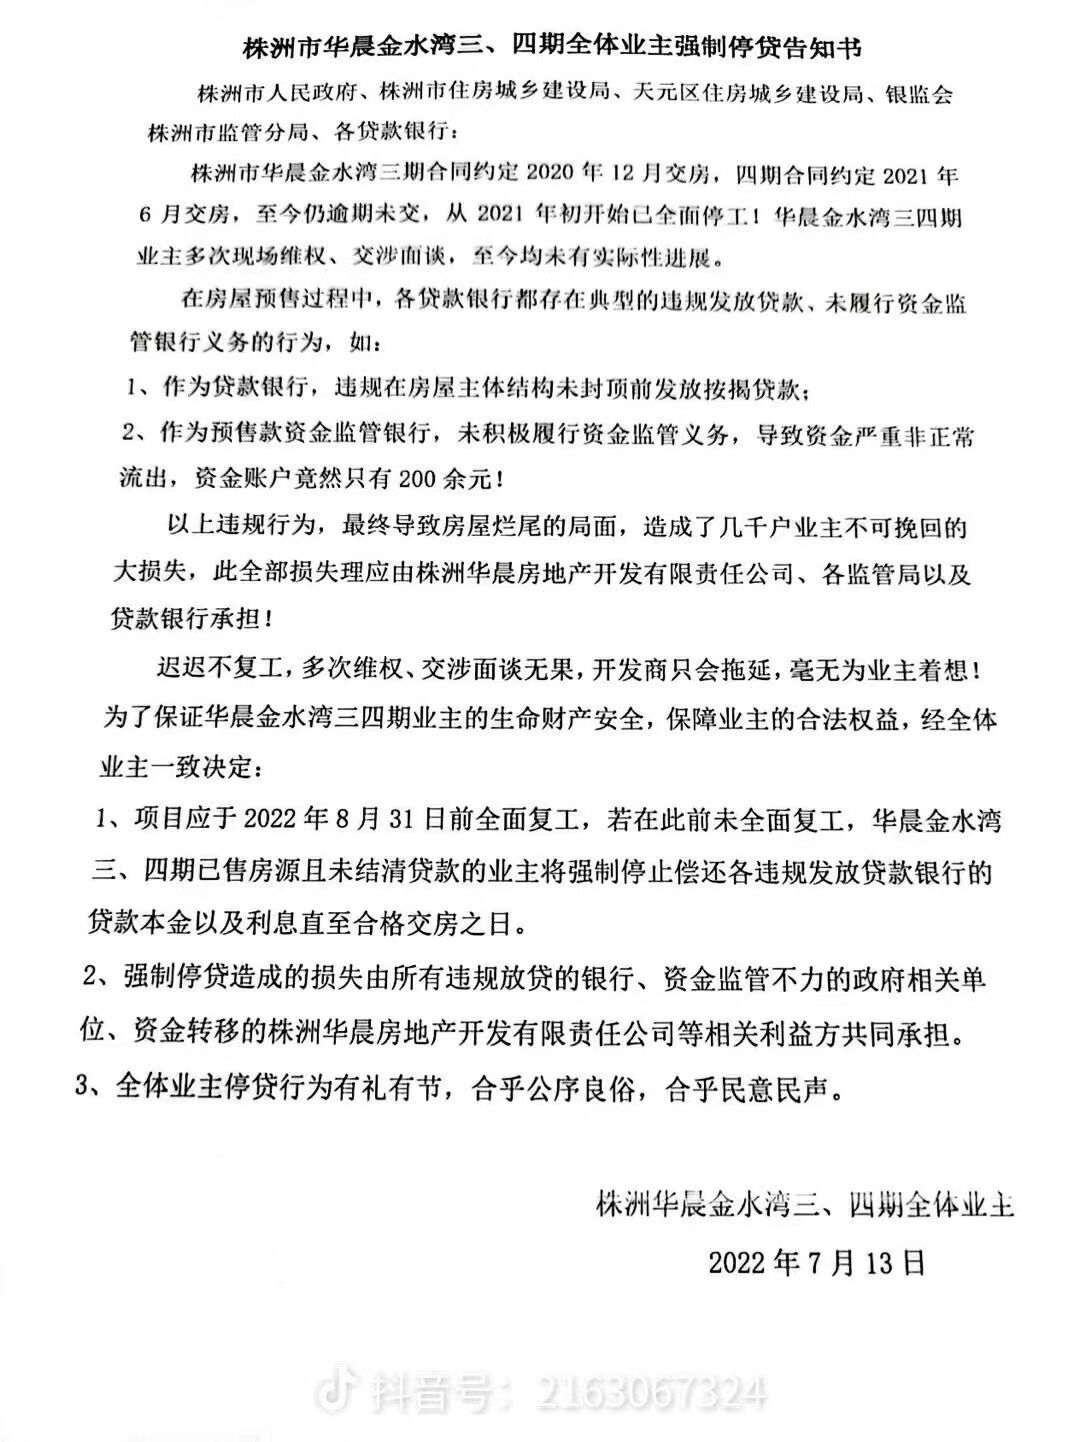 株洲市华晨金水湾三、四期全体业主强制停贷告知书
株洲市人民政府、株洲市住房城乡建设局、天元区住房城乡建设局、银监会
株洲市监管分局、各贷款银行：
株洲市华晨金水湾三期合同约定 2020 年 12 月交房，四期合同约定 2021 年
6 月交房，至今仍逾期未交，从 2021 年初开始已全面停工！华晨金水湾三四期
业主多次现场维权、交涉面谈，至今均未有实际性进展。
在房屋预售过程中，各贷款银行都存在典型的违规发放贷款、未履行资金监
管银行义务的行为，如：
1、作为贷款银行，违规在房屋主体结构未封顶前发放按揭贷款；
2、作为预售款资金监管银行，未积极履行资金监管义务，导致资金严重非正常
流出，资金账户竟然只有 200 余元！
以上违规行为，最终导致房屋烂尾的局面，造成了几千户业主不可挽回的
大损失，此全部损失理应由株洲华晨房地产开发有限责任公司、各监管局以及
贷款银行承担！
迟迟不复工，多次维权、交涉面谈无果，开发商只会拖延，毫无为业主着想！
为了保证华晨金水湾三四期业主的生命财产安全，保障业主的合法权益，经全体
业主一致决定：
1、项目应于 2022 年 8 月 31 日前全面复工，若在此前未全面复工，华晨金水湾
三、四期已售房源且未结清贷款的业主将强制停止偿还各违规发放贷款银行的
贷款本金以及利息直至合格交房之日。
2、强制停贷造成的损失由所有违规放贷的银行、资金监管不力的政府相关单
位、资金转移的株洲华晨房地产开发有限责任公司等相关利益方共同承担。
3、全体业主停贷行为有礼有节，合乎公序良俗，合乎民意民声。
株洲华晨金水湾三、四期全体业主
2022 年 7 月 13 日
抖音号：2163067324